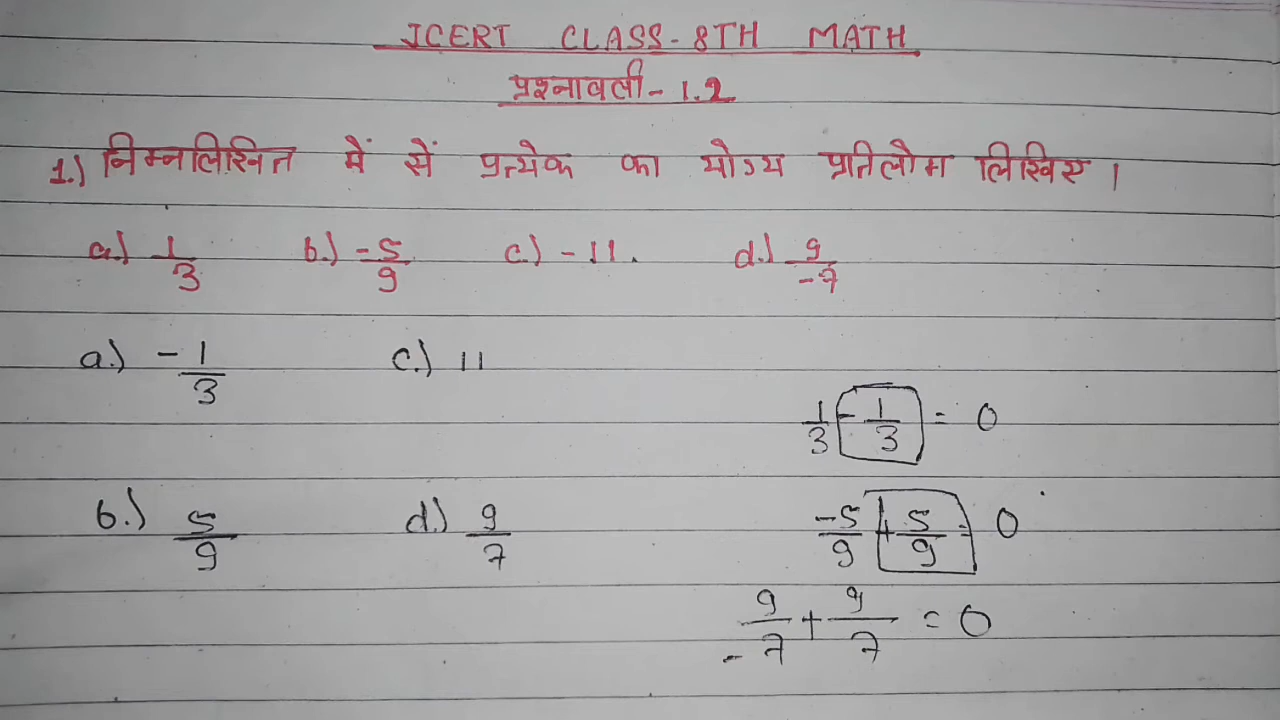 JCERT CLASS-8TH MATH
प्रश्नावली-1.2
1.) निम्नलिखित में सें प्रत्येक का योज्य प्रतिलोम लिखिए।
a.) 1/3 b.) -5/9 c.) -11. d.) 9/-7
a.) -1/3 c.) 11
1/3 - 1/3 = 0
b.) 5/9 d.) 9/7
-5/9 + 5/9 = 0
9/-7 + 9/7 = 0